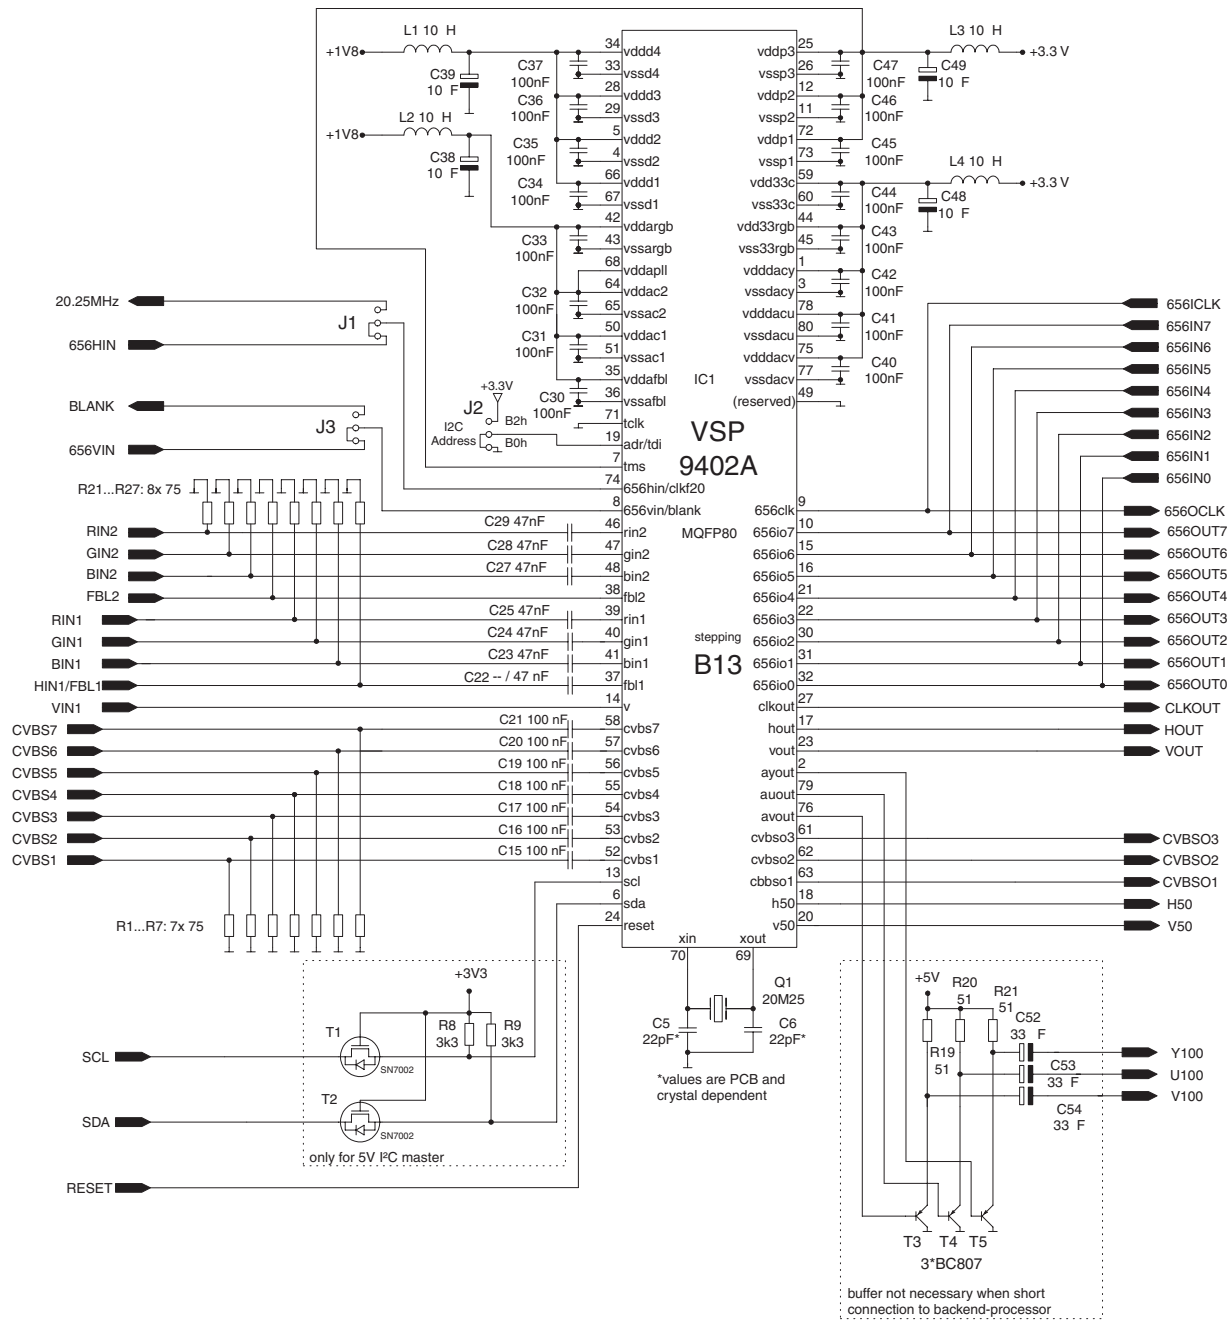 L1 10 H
+1V8
C39
10 F
L2 10 H
+1V8
C38
10 F
C37
100nF
C36
100nF
C35
100nF
C34
100nF
C33
100nF
C32
100nF
C31
100nF
C30
100nF
34 vddd4
33 vssd4
28 vddd3
29 vssd3
5 vddd2
4 vssd2
66 vddd1
67 vssd1
42 vddargb
43 vssargb
68 vddapll
64 vddac2
65 vssac2
50 vddac1
51 vssac1
35 vddafbl
36 vssafbl
71 tclk
19 adr/tdi
7 tms
74 656hin/clkf20
8 656vin/blank
46 rin2
47 gin2
48 bin2
38 fbl2
39 rin1
40 gin1
41 bin1
37 fbl1
14 v
58 cvbs7
57 cvbs6
56 cvbs5
55 cvbs4
54 cvbs3
53 cvbs2
52 cvbs1
13 scl
6 sda
24 reset
IC1
VSP
9402A
MQFP80
stepping
B13
vddp3 25
vssp3 26
vddp2 12
vssp2 11
vddp1 72
vssp1 73
vdd33c 59
vss33c 60
vdd33rgb 44
vss33rgb 45
vdddacy 1
vssdacy 3
vdddacu 78
vssdacu 80
vdddacv 75
vssdacv 77
(reserved) 49
656clk 9
656io7 10
656io6 15
656io5 16
656io4 21
656io3 22
656io2 30
656io1 31
656io0 32
clkout 27
hout 17
vout 23
ayout 2
auout 79
avout 76
cvbso3 61
cvbso2 62
cbbso1 63
h50 18
v50 20
xin
xout
70
69
L3 10 H
+3.3 V
C49
10 F
L4 10 H
+3.3 V
C48
10 F
C47
100nF
C46
100nF
C45
100nF
C44
100nF
C43
100nF
C42
100nF
C41
100nF
C40
100nF
20.25MHz
J1
656HIN
BLANK
J3
656VIN
+3.3V
J2
B2h
I2C
Address
B0h
R21...R27: 8x 75
RIN2
GIN2
BIN2
FBL2
RIN1
GIN1
BIN1
HIN1/FBL1
VIN1
CVBS7
CVBS6
CVBS5
CVBS4
CVBS3
CVBS2
CVBS1
C29 47nF
C28 47nF
C27 47nF
C25 47nF
C24 47nF
C23 47nF
C22 -- / 47 nF
C21 100 nF
C20 100 nF
C19 100 nF
C18 100 nF
C17 100 nF
C16 100 nF
C15 100 nF
R1...R7: 7x 75
656ICLK
656IN7
656IN6
656IN5
656IN4
656IN3
656IN2
656IN1
656IN0
656OCLK
656OUT7
656OUT6
656OUT5
656OUT4
656OUT3
656OUT2
656OUT1
656OUT0
CLKOUT
HOUT
VOUT
CVBSO3
CVBSO2
CVBSO1
H50
V50
+3V3
T1
R8
3k3
R9
3k3
SN7002
SCL
T2
SN7002
SDA
only for 5V I²C master
RESET
Q1
20M25
C5
22pF*
C6
22pF*
*values are PCB and
crystal dependent
+5V
R20
51
R21
51
R19
51
C52
33 F
C53
33 F
C54
33 F
Y100
U100
V100
T3 T4 T5
3*BC807
buffer not necessary when short
connection to backend-processor